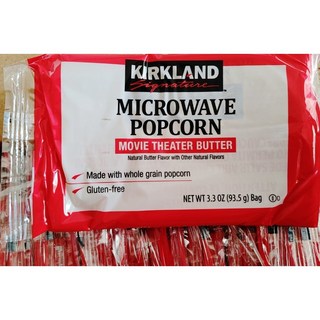 KIRKLAND
Signature
MICROWAVE
POPCORN
MOVIE THEATER BUTTER
Natural Butter Flavor with Other Natural Flavors
Made with whole grain popcorn
Gluten-free
NET WT 3.3 OZ (93.5 g) Bag